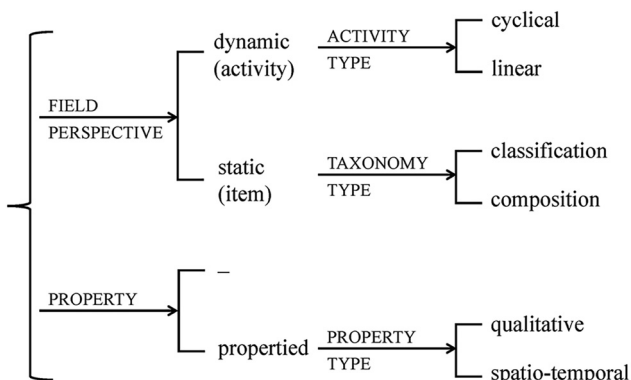 cyclical
dynamic
(activity)
ACTIVITY
TYPE
linear
FIELD
PERSPECTIVE
classification
static
(item)
TAXONOMY
TYPE
composition
–
PROPERTY
qualitative
propertied
PROPERTY
TYPE
spatio-temporal